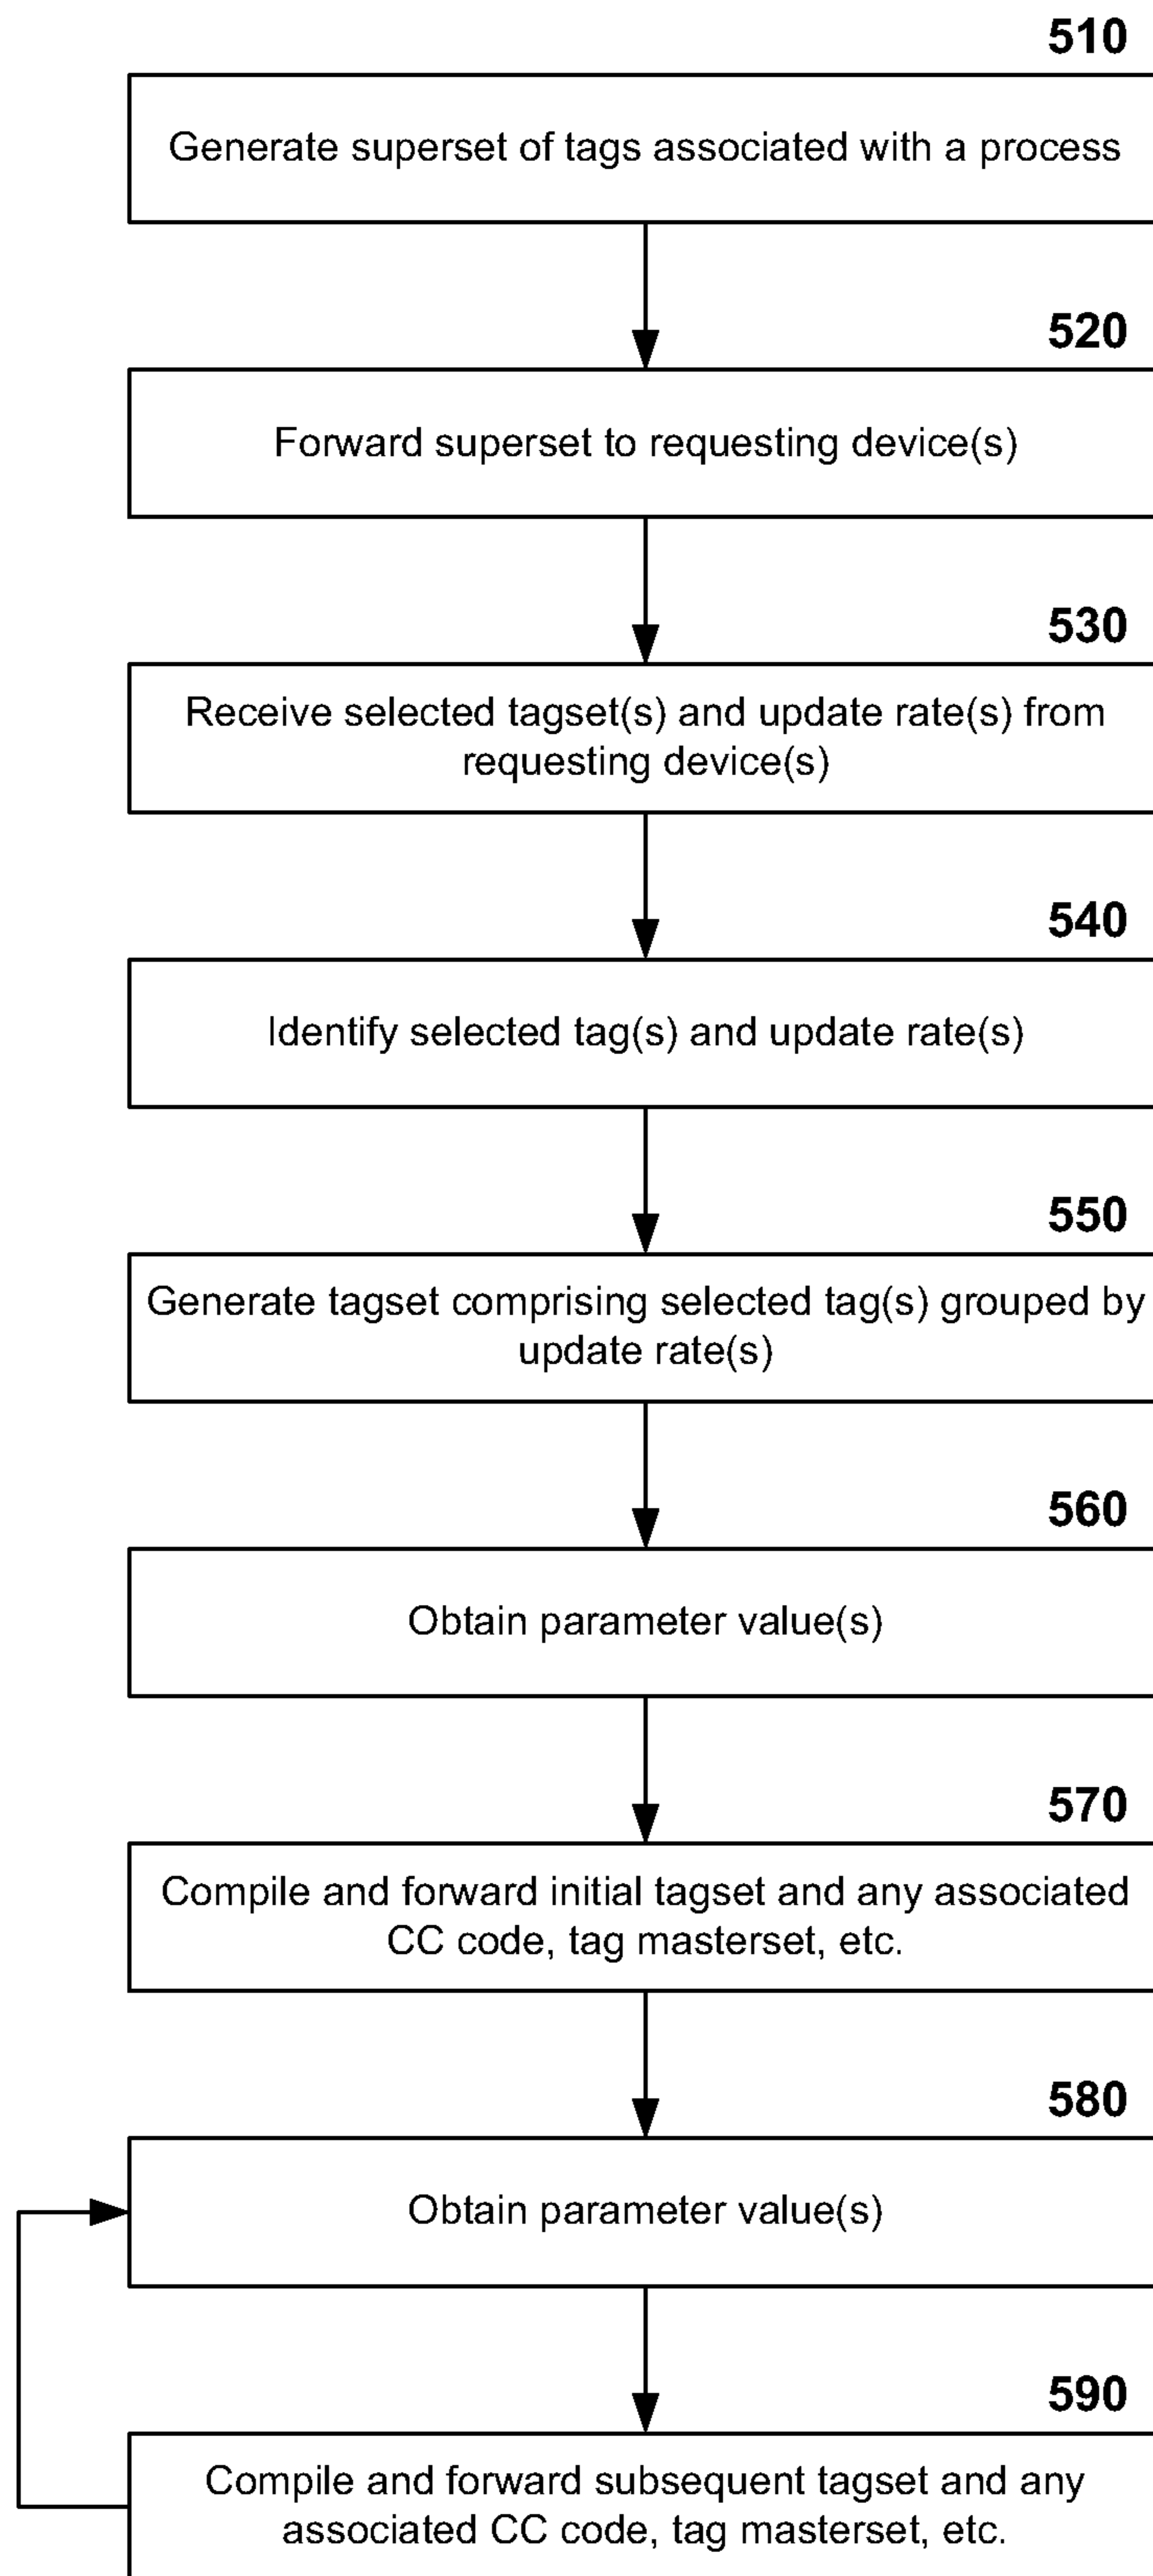 510
Generate superset of tags associated with a process
520
Forward superset to requesting device(s)
530
Receive selected tagset(s) and update rate(s) from
requesting device(s)
540
Identify selected tag(s) and update rate(s)
550
Generate tagset comprising selected tag(s) grouped by
update rate(s)
560
Obtain parameter value(s)
570
Compile and forward initial tagset and any associated
CC code, tag masterset, etc.
580
Obtain parameter value(s)
590
Compile and forward subsequent tagset and any
associated CC code, tag masterset, etc.